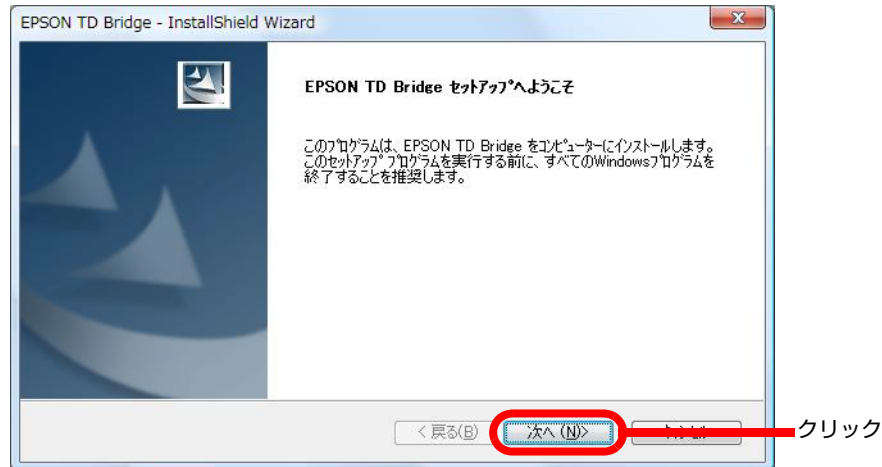 EPSON TD Bridge - InstallShield Wizard
EPSON TD Bridge ｾｯﾄｱｯﾌﾟへようこそ
このﾌﾟﾛｸﾞﾗﾑは、EPSON TD Bridge をｺﾝﾋﾟｭｰﾀｰにｲﾝｽﾄｰﾙします。
このｾｯﾄｱｯﾌﾟ ﾌﾟﾛｸﾞﾗﾑを実行する前に、すべてのWindowsﾌﾟﾛｸﾞﾗﾑを
終了することを推奨します。
< 戻る(B) 次へ (N)>
クリック